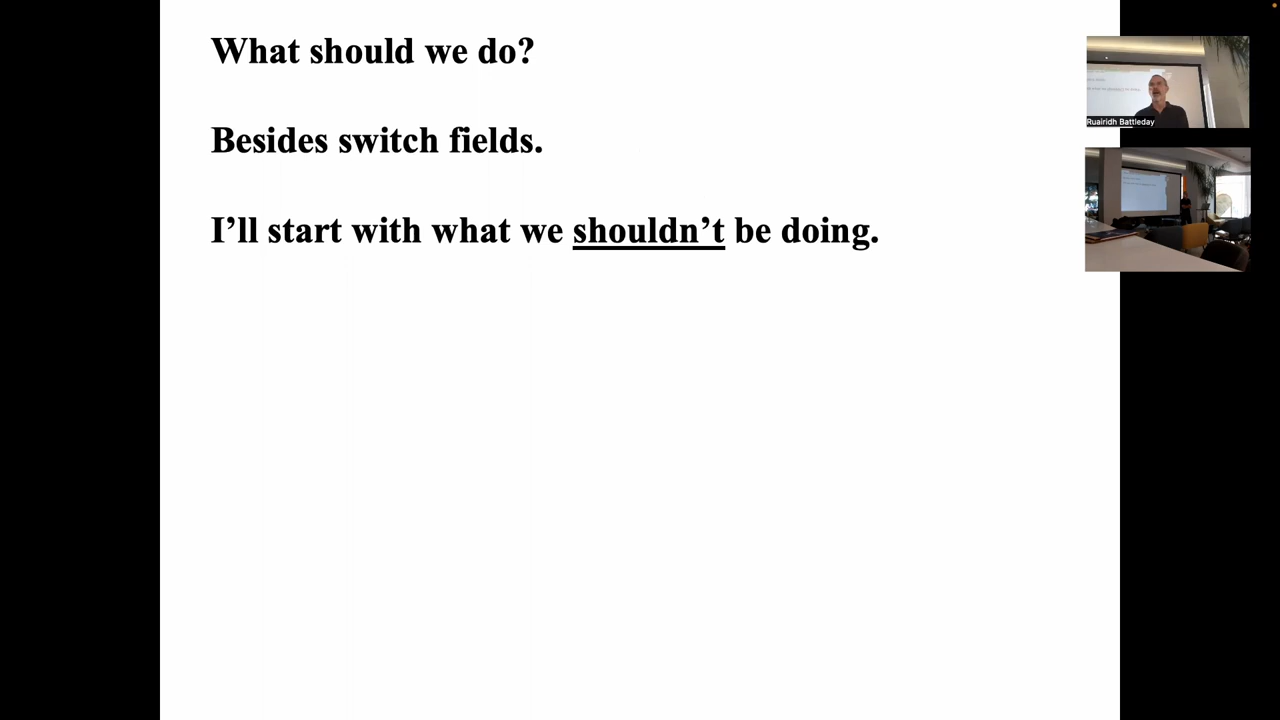 What should we do?
Besides switch fields.
I’ll start with what we shouldn’t be doing.
Ruairidh Battleday